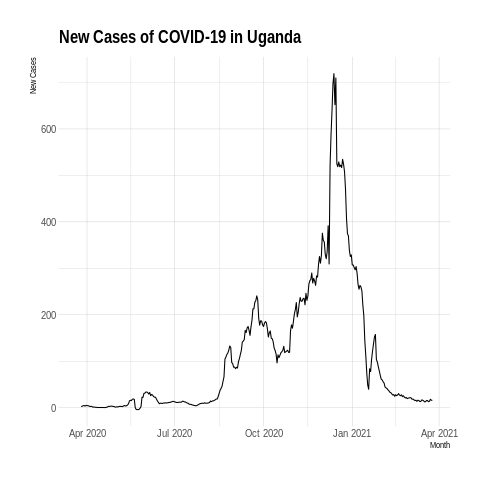 New Cases of COVID-19 in Uganda
New Cases
600
400
200
0
Apr 2020 Jul 2020 Oct 2020 Jan 2021 Apr 2021
Month